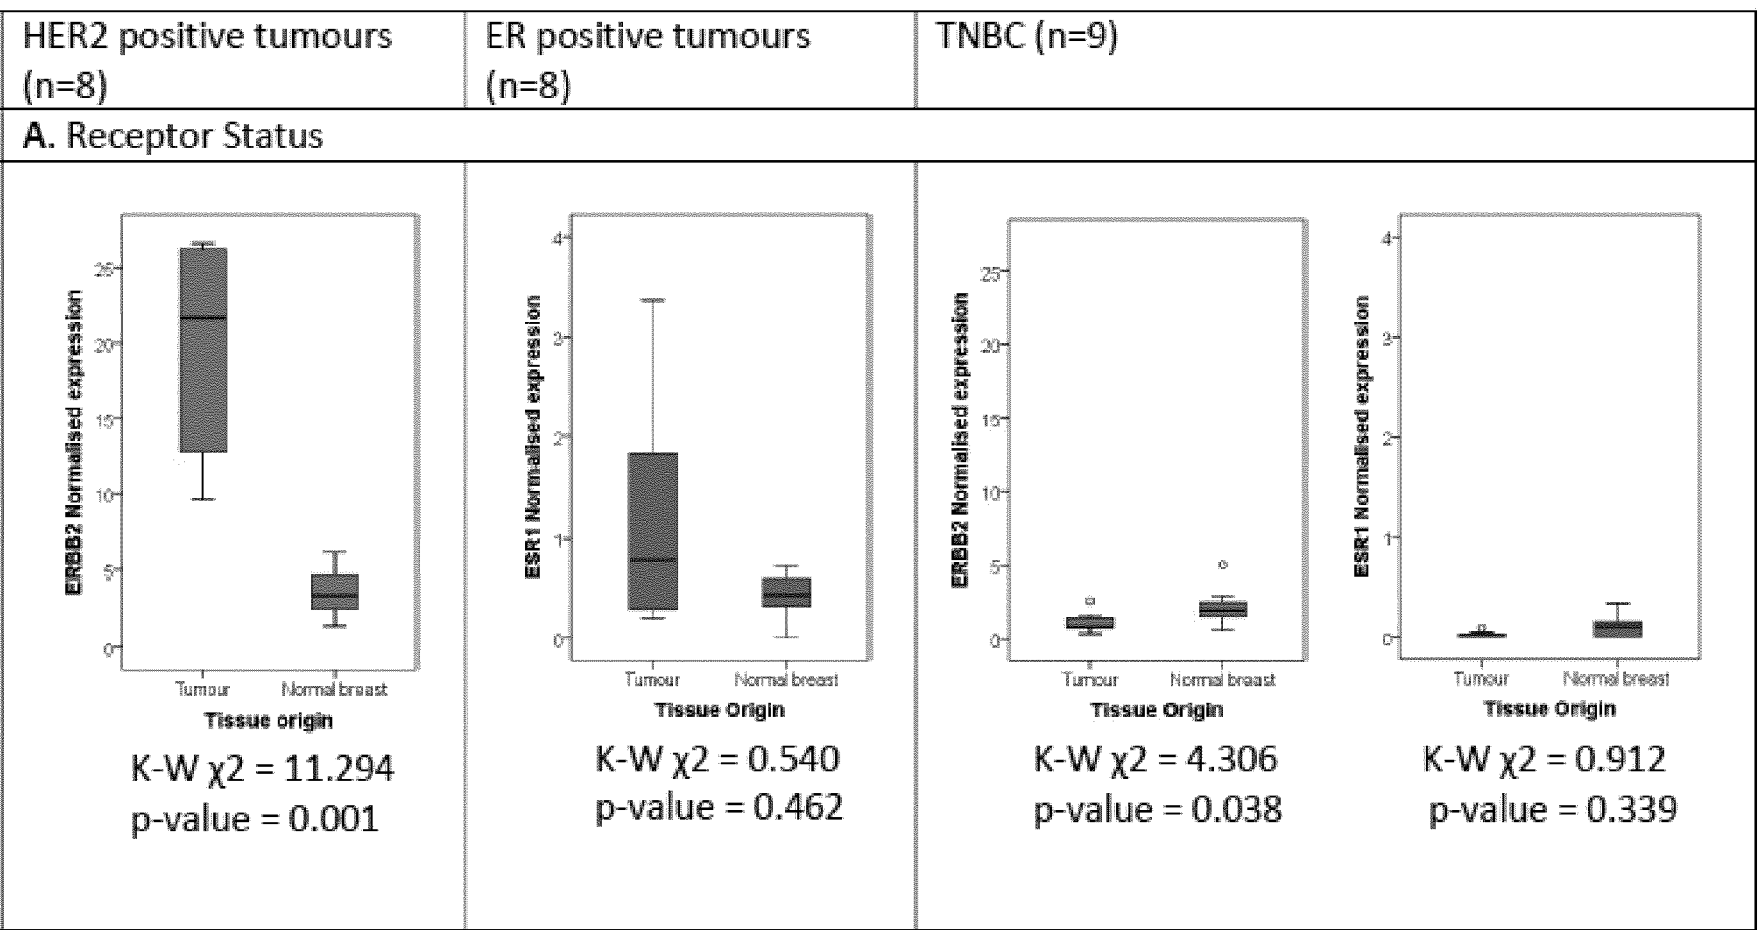 HER2 positive tumours
(n=8)
ER positive tumours
(n=8)
TNBC (n=9)
A. Receptor Status
ERBB2 Normalised expression
25
20
15
10
5
0
Tumour
Normal breast
Tissue origin
K-W χ2 = 11.294
p-value = 0.001
ESR1 Normalised expression
4
3
2
1
0
Tumour
Normal breast
Tissue Origin
K-W χ2 = 0.540
p-value = 0.462
ERBB2 Normalised expression
25
20
15
10
5
0
Tumour
Normal breast
Tissue Origin
K-W χ2 = 4.306
p-value = 0.038
ESR1 Normalised expression
4
3
2
1
0
Tumour
Normal breast
Tissue Origin
K-W χ2 = 0.912
p-value = 0.339